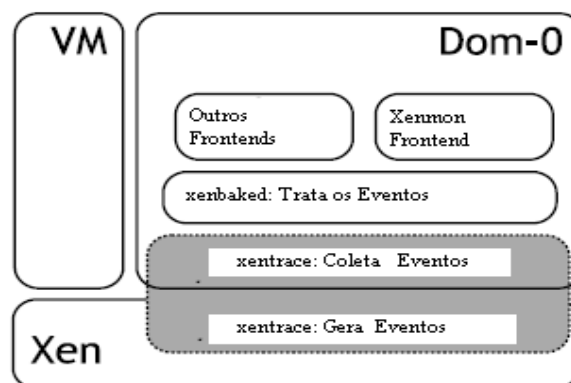 VM
Dom-0
Outros
Frontends
Xenmon
Frontend
xenbaked: Trata os Eventos
xentrace: Coleta Eventos
xentrace: Gera Eventos
Xen